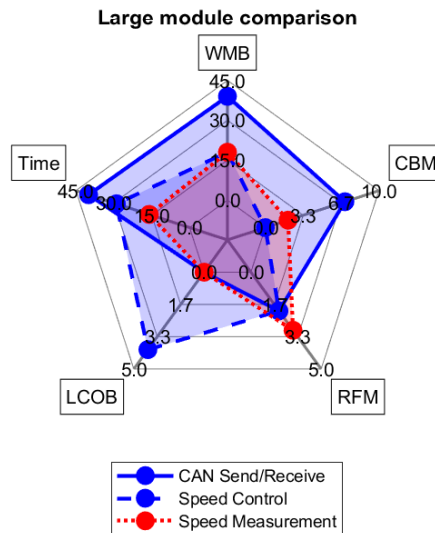 Large module comparison
WMB
45.0
30.0
15.0
0.0
Time
45.0
30.0
15.0
0.0
CBM
10.0
6.7
3.3
0.0
0.0
0.0
1.7
1.7
3.3
3.3
5.0
5.0
LCOB
RFM
CAN Send/Receive
Speed Control
Speed Measurement